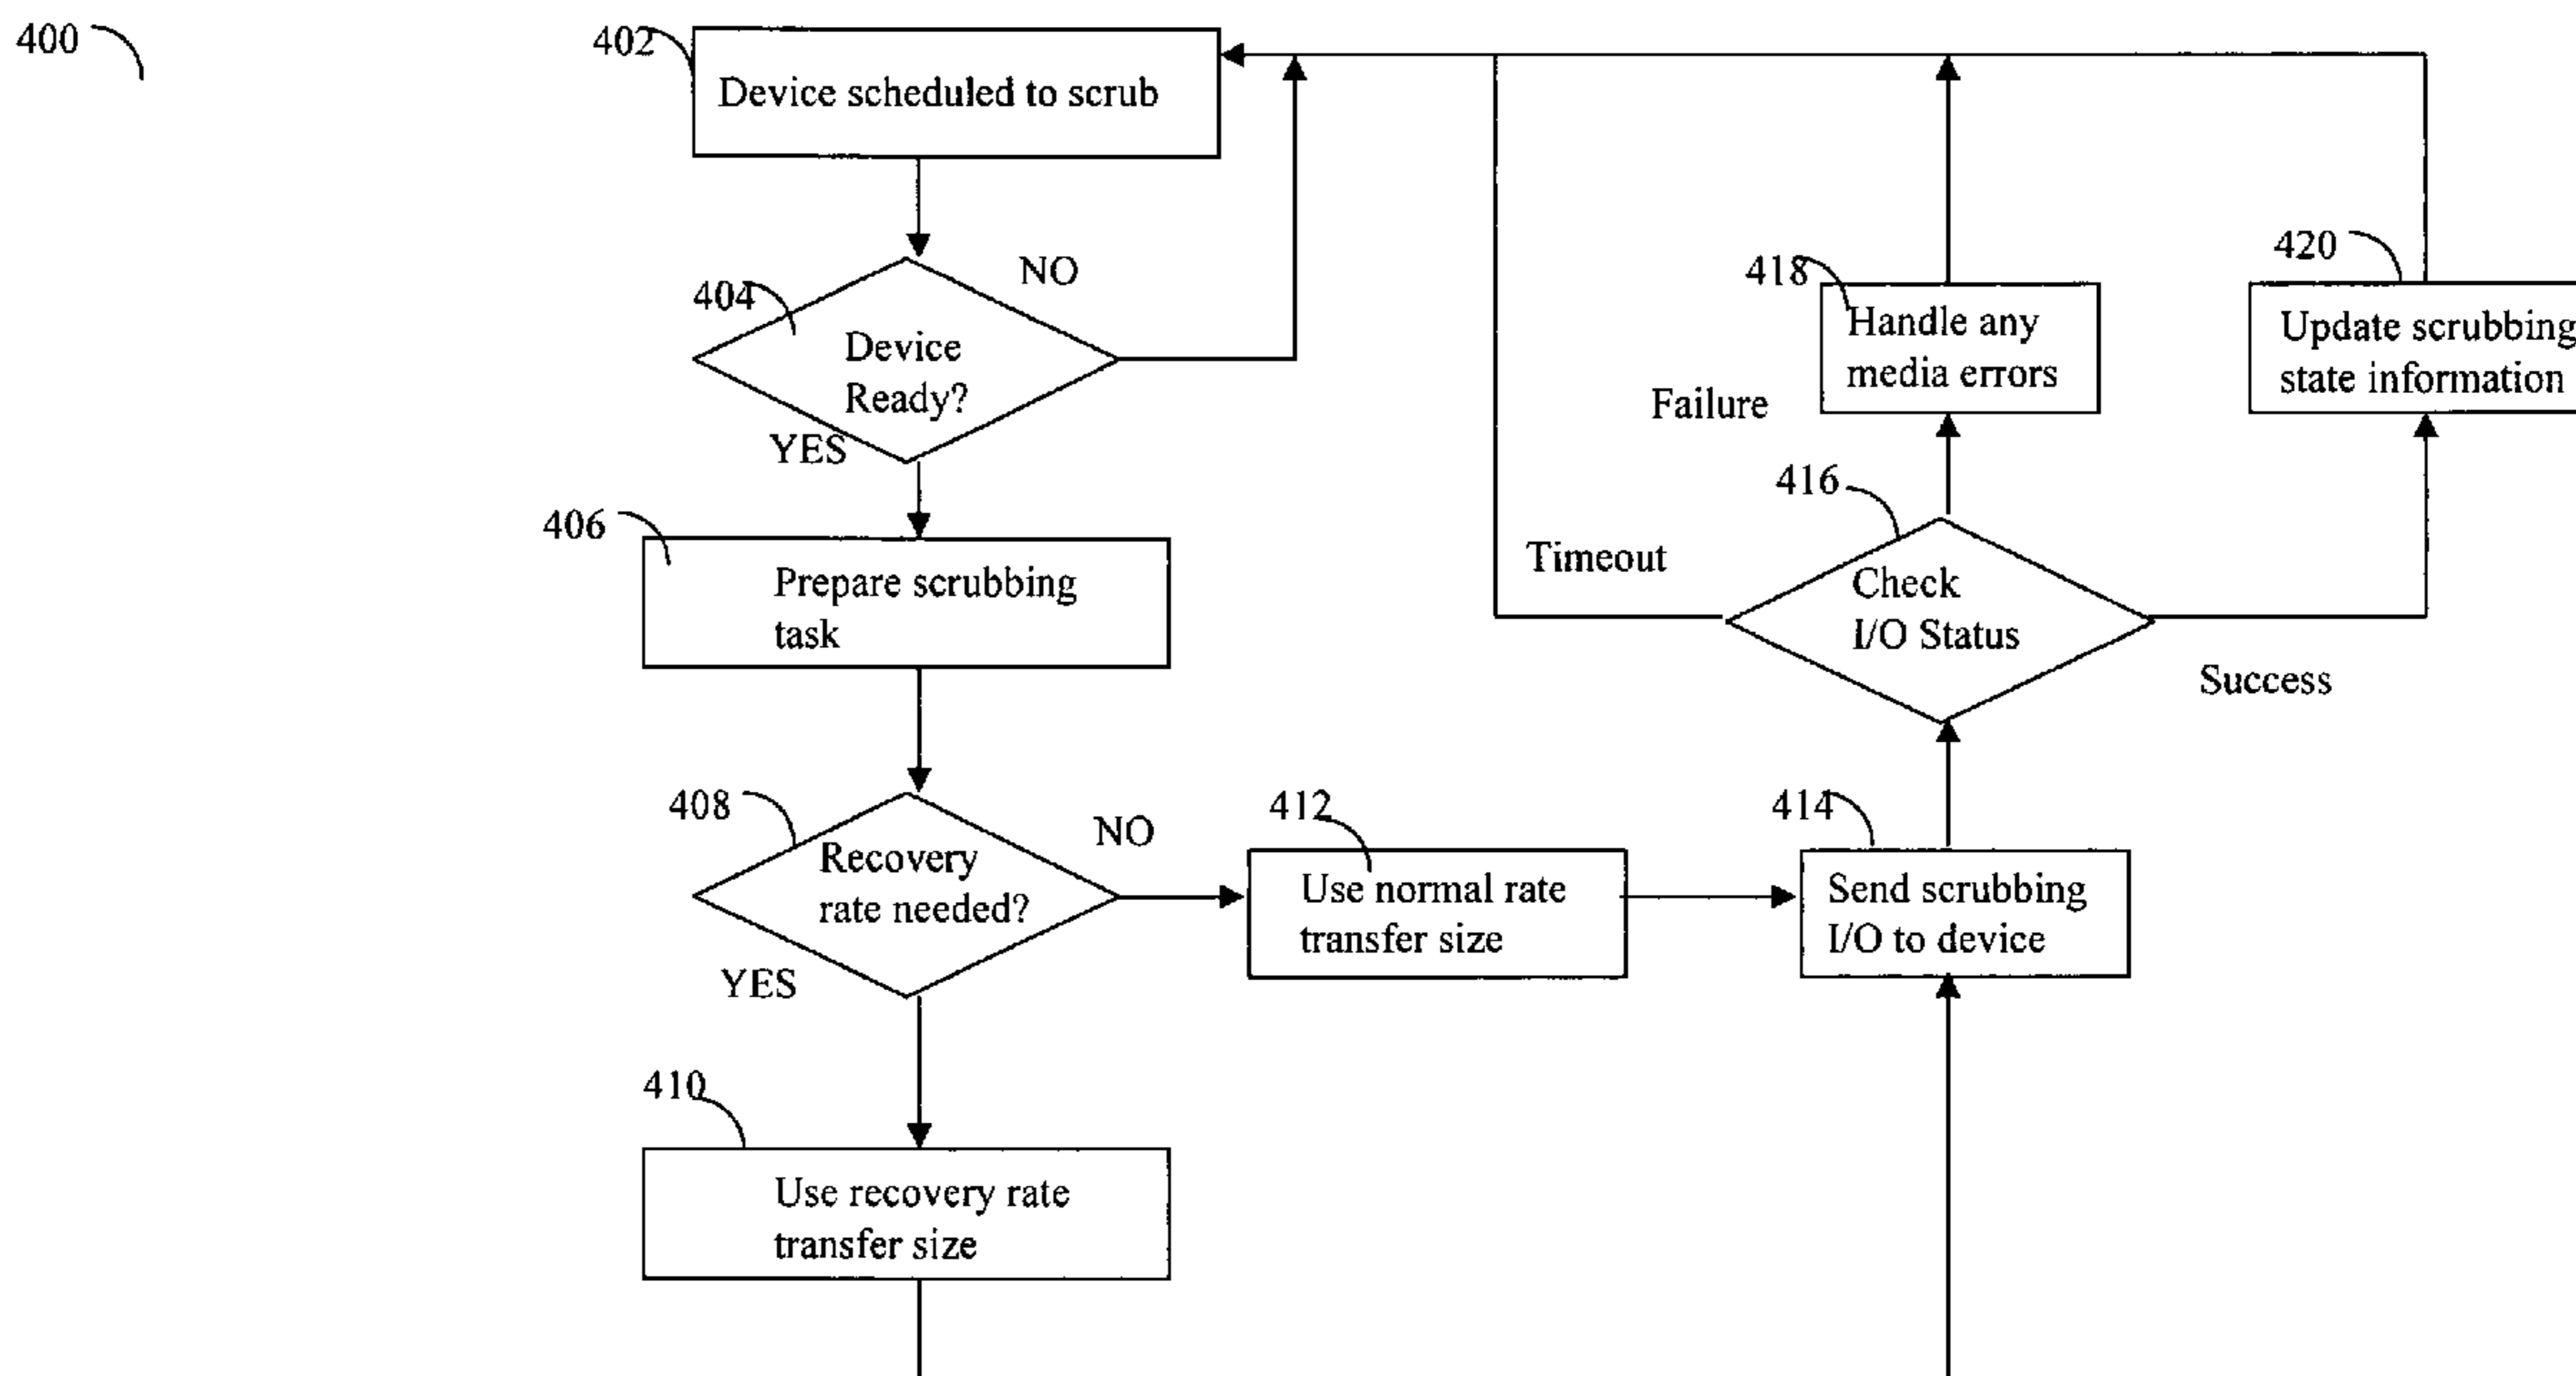 400
402
Device scheduled to scrub
404
NO
Device
Ready?
YES
406
Prepare scrubbing
task
408
Recovery
rate needed?
NO
YES
410
Use recovery rate
transfer size
412
Use normal rate
transfer size
414
Send scrubbing
I/O to device
416
Check
I/O Status
Timeout
Failure
Success
418
Handle any
media errors
420
Update scrubbing
state information